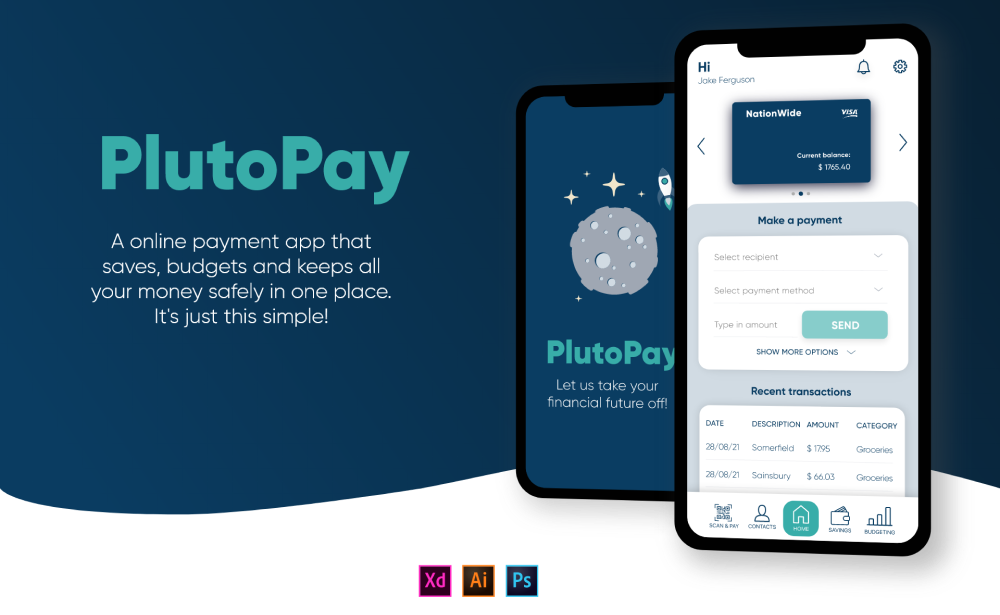 PlutoPay
A online payment app that
saves, budgets and keeps all
your money safely in one place.
It's just this simple!
PlutoPay
Let us take your
financial future off!
Hi
Jake Ferguson
NationWide
VISA
Current balance:
$ 1765.40
Make a payment
Select recipient
Select payment method
Type in amount
SEND
SHOW MORE OPTIONS
Recent transactions
DATE DESCRIPTION AMOUNT CATEGORY
28/08/21 Somerfield $ 17.95 Groceries
28/08/21 Sainsbury $ 66.03 Groceries
SCAN & PAY CONTACTS HOME SAVINGS BUDGETING
Xd Ai Ps